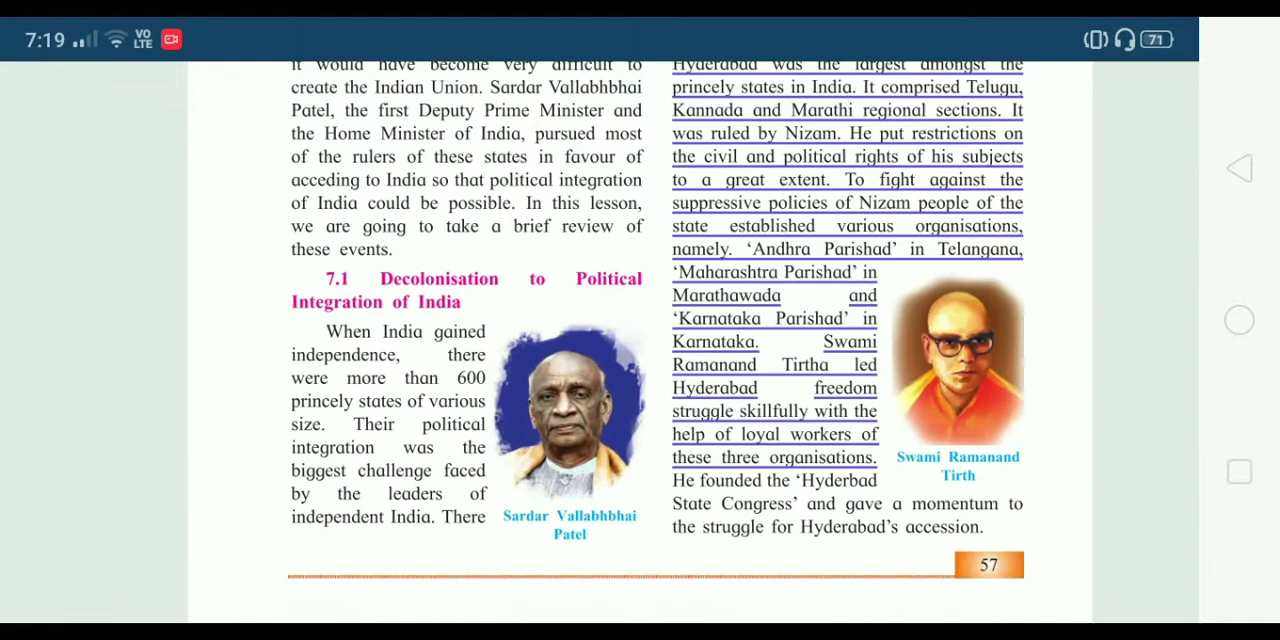 7:19
VO
LTE
71
it would have become very difficult to
create the Indian Union. Sardar Vallabhbhai
Patel, the first Deputy Prime Minister and
the Home Minister of India, pursued most
of the rulers of these states in favour of
acceding to India so that political integration
of India could be possible. In this lesson,
we are going to take a brief review of
these events.
7.1 Decolonisation to Political
Integration of India
When India gained
independence, there
were more than 600
princely states of various
size. Their political
integration was the
biggest challenge faced
by the leaders of
independent India. There
Sardar Vallabhbhai
Patel
Hyderabad was the largest amongst the
princely states in India. It comprised Telugu,
Kannada and Marathi regional sections. It
was ruled by Nizam. He put restrictions on
the civil and political rights of his subjects
to a great extent. To fight against the
suppressive policies of Nizam people of the
state established various organisations,
namely. ‘Andhra Parishad’ in Telangana,
‘Maharashtra Parishad’ in
Marathawada and
‘Karnataka Parishad’ in
Karnataka. Swami
Ramanand Tirtha led
Hyderabad freedom
struggle skillfully with the
help of loyal workers of
these three organisations.
He founded the ‘Hyderbad
State Congress’ and gave a momentum to
the struggle for Hyderabad’s accession.
Swami Ramanand
Tirth
57